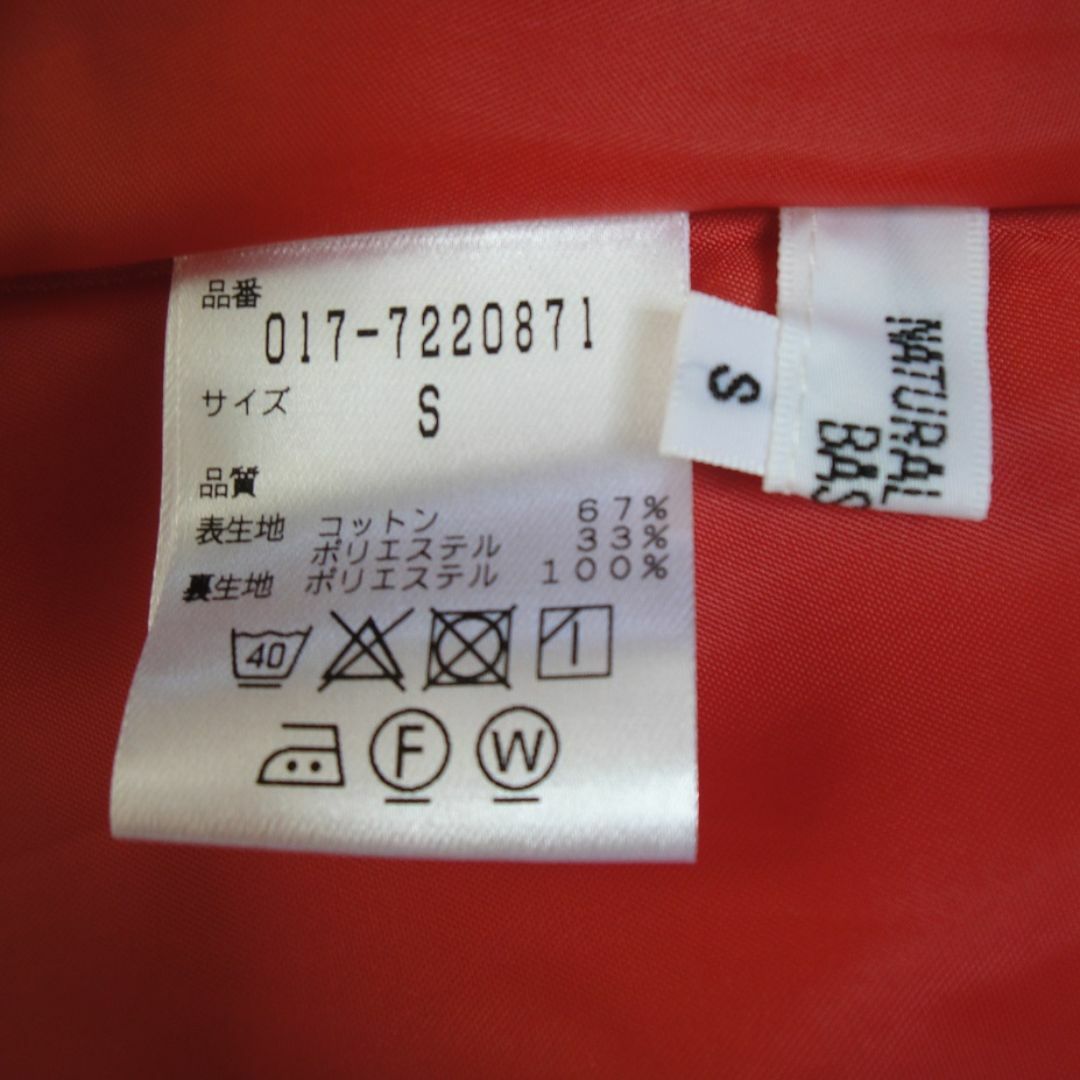 品番
017-7220871
サイズ S
品質
表生地 コットン 67%
ポリエステル 33%
裏生地 ポリエステル 100%
40
F W
S
NATURAL
BAS